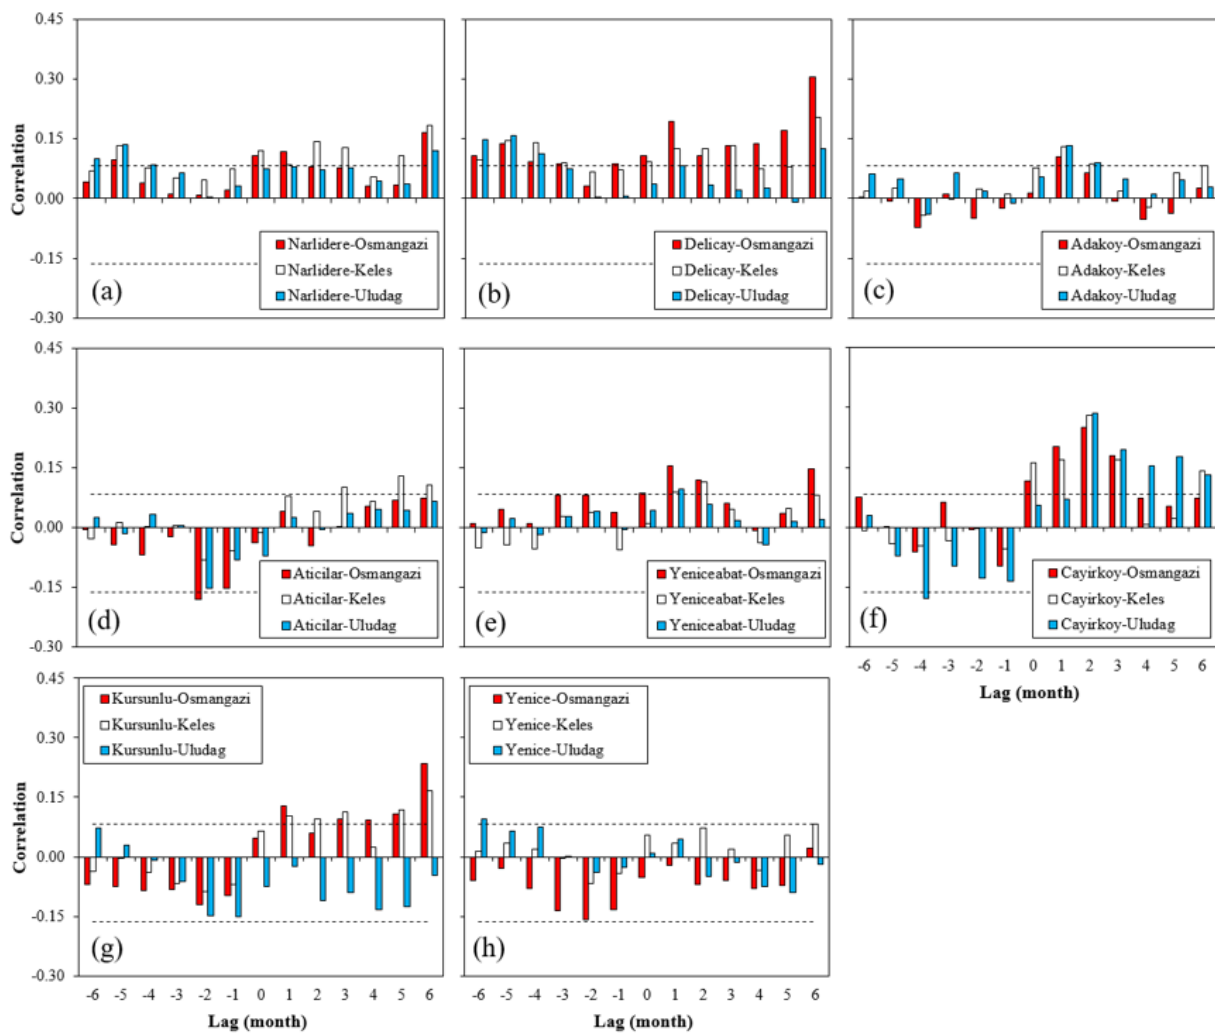 0.45
0.30
0.15
0.00
-0.15
-0.30
Correlation
Narlidere-Osmangazi
Narlidere-Keles
Narlidere-Uludag
(a)
Delicay-Osmangazi
Delicay-Keles
Delicay-Uludag
(b)
Adakoy-Osmangazi
Adakoy-Keles
Adakoy-Uludag
(c)
0.45
0.30
0.15
0.00
-0.15
-0.30
Correlation
Aticilar-Osmangazi
Aticilar-Keles
Aticilar-Uludag
(d)
Yeniceabat-Osmangazi
Yeniceabat-Keles
Yeniceabat-Uludag
(e)
Cayirkoy-Osmangazi
Cayirkoy-Keles
Cayirkoy-Uludag
(f)
-6 -5 -4 -3 -2 -1 0 1 2 3 4 5 6
Lag (month)
0.45
0.30
0.15
0.00
-0.15
-0.30
Correlation
Kursunlu-Osmangazi
Kursunlu-Keles
Kursunlu-Uludag
(g)
-6 -5 -4 -3 -2 -1 0 1 2 3 4 5 6
Lag (month)
Yenice-Osmangazi
Yenice-Keles
Yenice-Uludag
(h)
-6 -5 -4 -3 -2 -1 0 1 2 3 4 5 6
Lag (month)